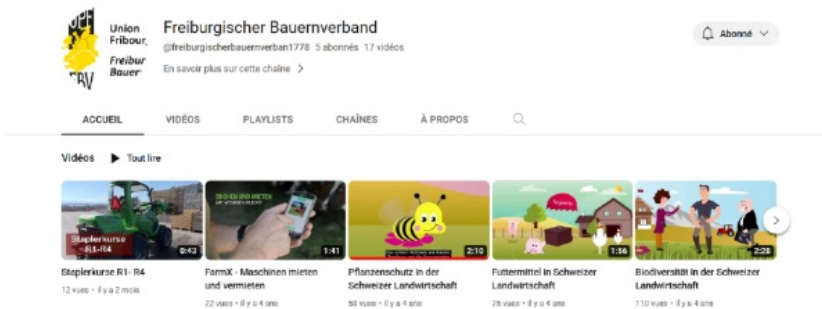 UPF
Union
Fribour
Freibur
Bauer
FBV
Freiburgischer Bauernverband
@freiburgischerbauernverban1778 5 abonnés 17 vidéos
En savoir plus sur cette chaîne >
Abonné
ACCUEIL VIDÉOS PLAYLISTS CHAÎNES À PROPOS
Vidéos ▶ Tout lire
Staplerkurse
R1-R4
0:43
1:41
2:10
1:56
2:28
Staplerkurse R1- R4
12 vues • il y a 2 mois
FarmX - Maschinen mieten
und vermieten
22 vues • il y a 4 ans
Pflanzenschutz in der
Schweizer Landwirtschaft
58 vues • il y a 4 ans
Futtermittel in Schweizer
Landwirtschaft
25 vues • il y a 4 ans
Biodiversität in der Schweizer
Landwirtschaft
110 vues • il y a 4 ans